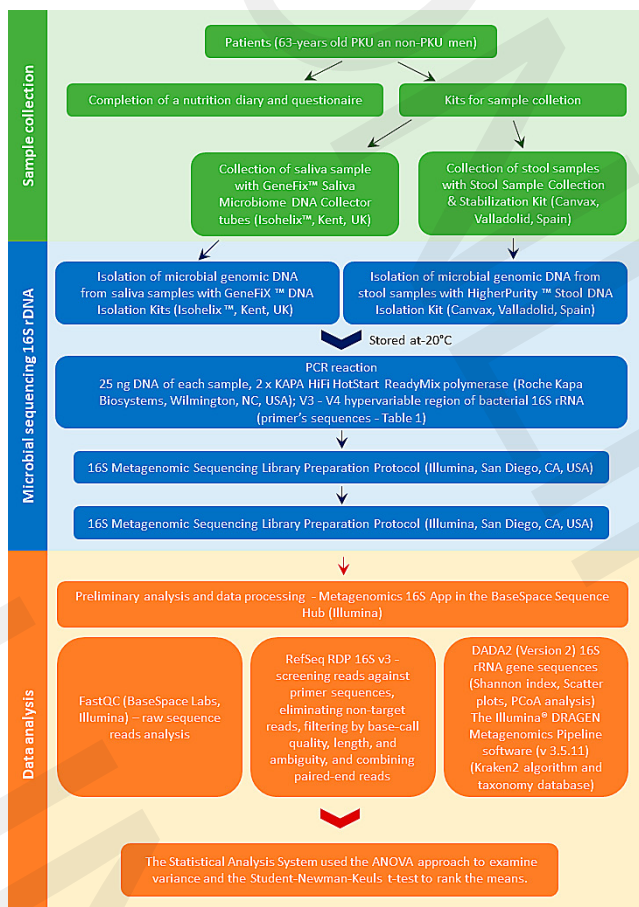 Sample collection
Patients (63-years old PKU an non-PKU men)
Completion of a nutrition diary and questionaire
Kits for sample colletion
Collection of saliva sample
with GeneFix™ Saliva
Microbiome DNA Collector
tubes (Isohelix™, Kent, UK)
Collection of stool samples
with Stool Sample Collection
& Stabilization Kit (Canvax,
Valladolid, Spain)
Microbial sequencing 16S rDNA
Isolation of microbial genomic DNA
from saliva samples with GeneFiX ™ DNA
Isolation Kits (Isohelix ™, Kent, UK)
Isolation of microbial genomic DNA from
stool samples with HigherPurity ™ Stool DNA
Isolation Kit (Canvax, Valladolid, Spain)
Stored at-20°C
PCR reaction
25 ng DNA of each sample, 2 x KAPA HiFi HotStart ReadyMix polymerase (Roche Kapa
Biosystems, Wilmington, NC, USA); V3 - V4 hypervariable region of bacterial 16S rRNA
(primer's sequences - Table 1)
16S Metagenomic Sequencing Library Preparation Protocol (Illumina, San Diego, CA, USA)
16S Metagenomic Sequencing Library Preparation Protocol (Illumina, San Diego, CA, USA)
Data analysis
Preliminary analysis and data processing - Metagenomics 16S App in the BaseSpace Sequence
Hub (Illumina)
FastQC (BaseSpace Labs,
Illumina) – raw sequence
reads analysis
RefSeq RDP 16S v3 -
screening reads against
primer sequences,
eliminating non-target
reads, filtering by base-call
quality, length, and
ambiguity, and combining
paired-end reads
DADA2 (Version 2) 16S
rRNA gene sequences
(Shannon index, Scatter
plots, PCoA analysis)
The Illumina® DRAGEN
Metagenomics Pipeline
software (v 3.5.11)
(Kraken2 algorithm and
taxonomy database)
The Statistical Analysis System used the ANOVA approach to examine
variance and the Student-Newman-Keuls t-test to rank the means.